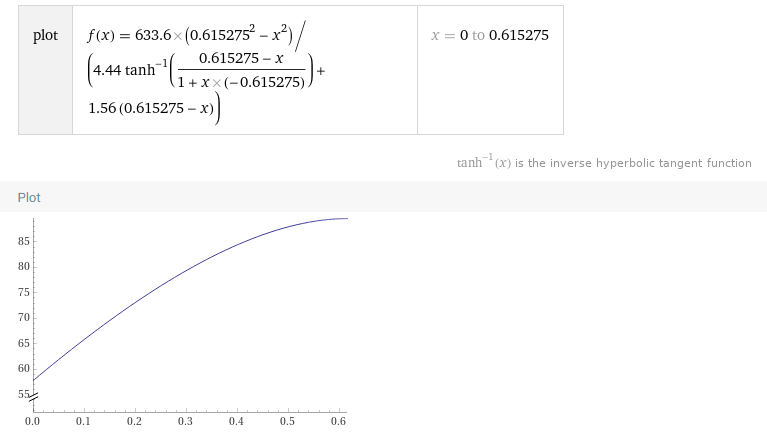 plot
f(x) = 633.6×(0.615275² − x²) /
(4.44 tanh⁻¹((0.615275 − x)/(1 + x×(−0.615275))) +
1.56 (0.615275 − x))
x = 0 to 0.615275
tanh⁻¹(x) is the inverse hyperbolic tangent function
Plot
85
80
75
70
65
60
55
0.0 0.1 0.2 0.3 0.4 0.5 0.6